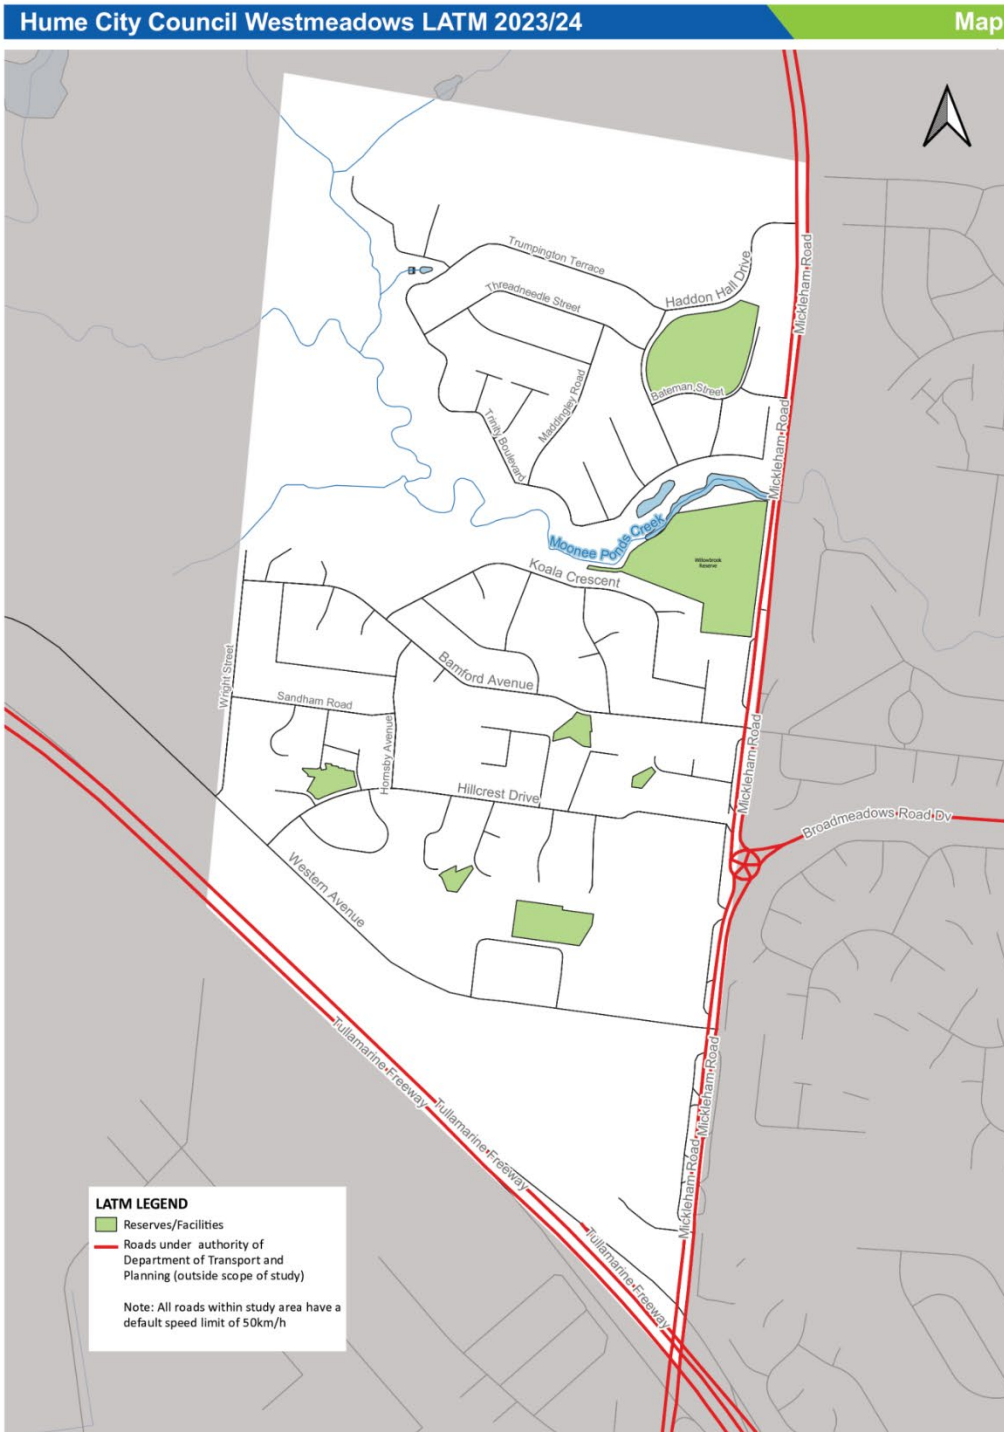 Hume City Council Westmeadows LATM 2023/24
Map
Trumpington Terrace
Threadneedle Street
Haddon Hall Drive
Mickleham Road
Bateman Street
Maddingley Road
Trinity Boulevard
Mickleham Road
Moonee Ponds Creek
Willowbrook
Reserve
Koala Crescent
Wright Street
Bamford Avenue
Sandham Road
Hornsby Avenue
Mickleham Road
Hillcrest Drive
Broadmeadows Road Dv
Western Avenue
Tullamarine Freeway
Tullamarine Freeway
Mickleham Road
Mickleham Road
Tullamarine Freeway
LATM LEGEND
Reserves/Facilities
Roads under authority of
Department of Transport and
Planning (outside scope of study)
Note: All roads within study area have a
default speed limit of 50km/h